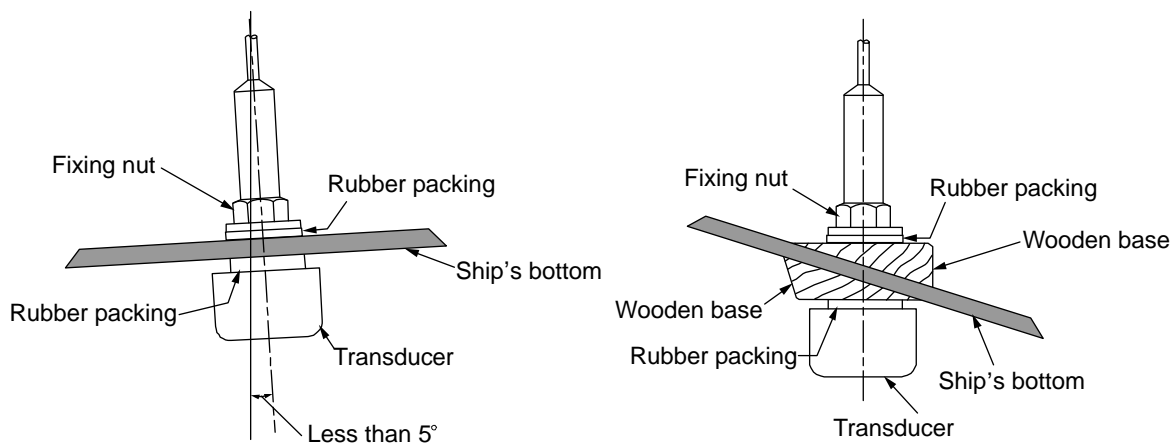 Fixing nut
Rubber packing
Ship's bottom
Rubber packing
Transducer
Less than 5°
Fixing nut
Rubber packing
Wooden base
Wooden base
Rubber packing
Ship's bottom
Transducer